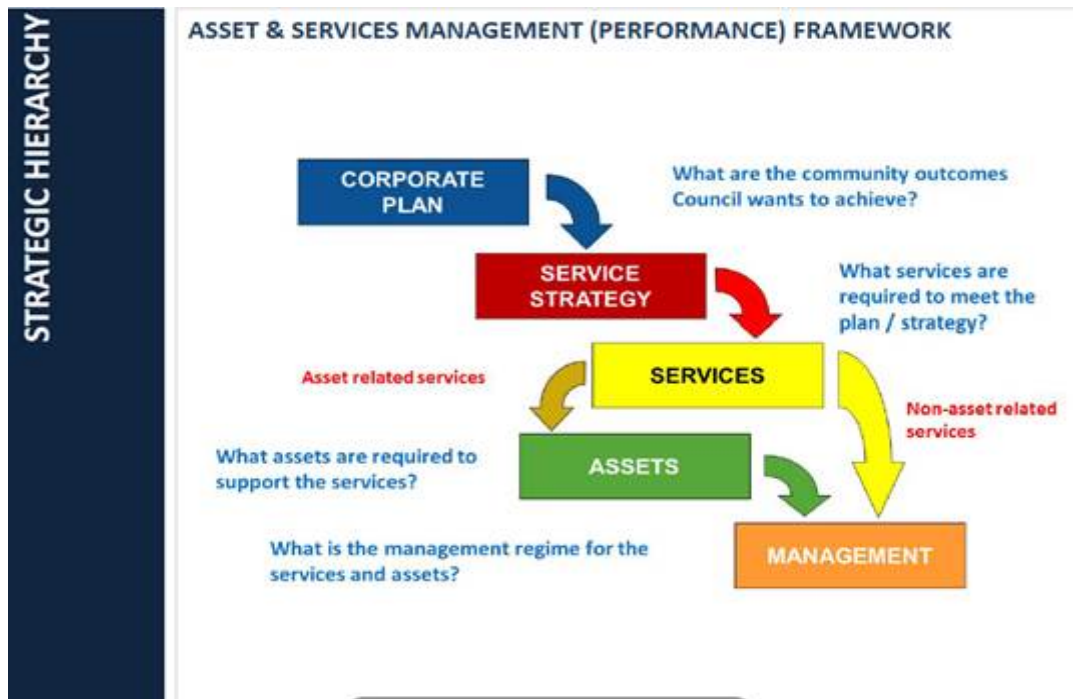 STRATEGIC HIERARCHY
ASSET & SERVICES MANAGEMENT (PERFORMANCE) FRAMEWORK
CORPORATE
PLAN
What are the community outcomes
Council wants to achieve?
SERVICE
STRATEGY
What services are
required to meet the
plan / strategy?
Asset related services
SERVICES
Non-asset related
services
What assets are required to
support the services?
ASSETS
What is the management regime for the
services and assets?
MANAGEMENT